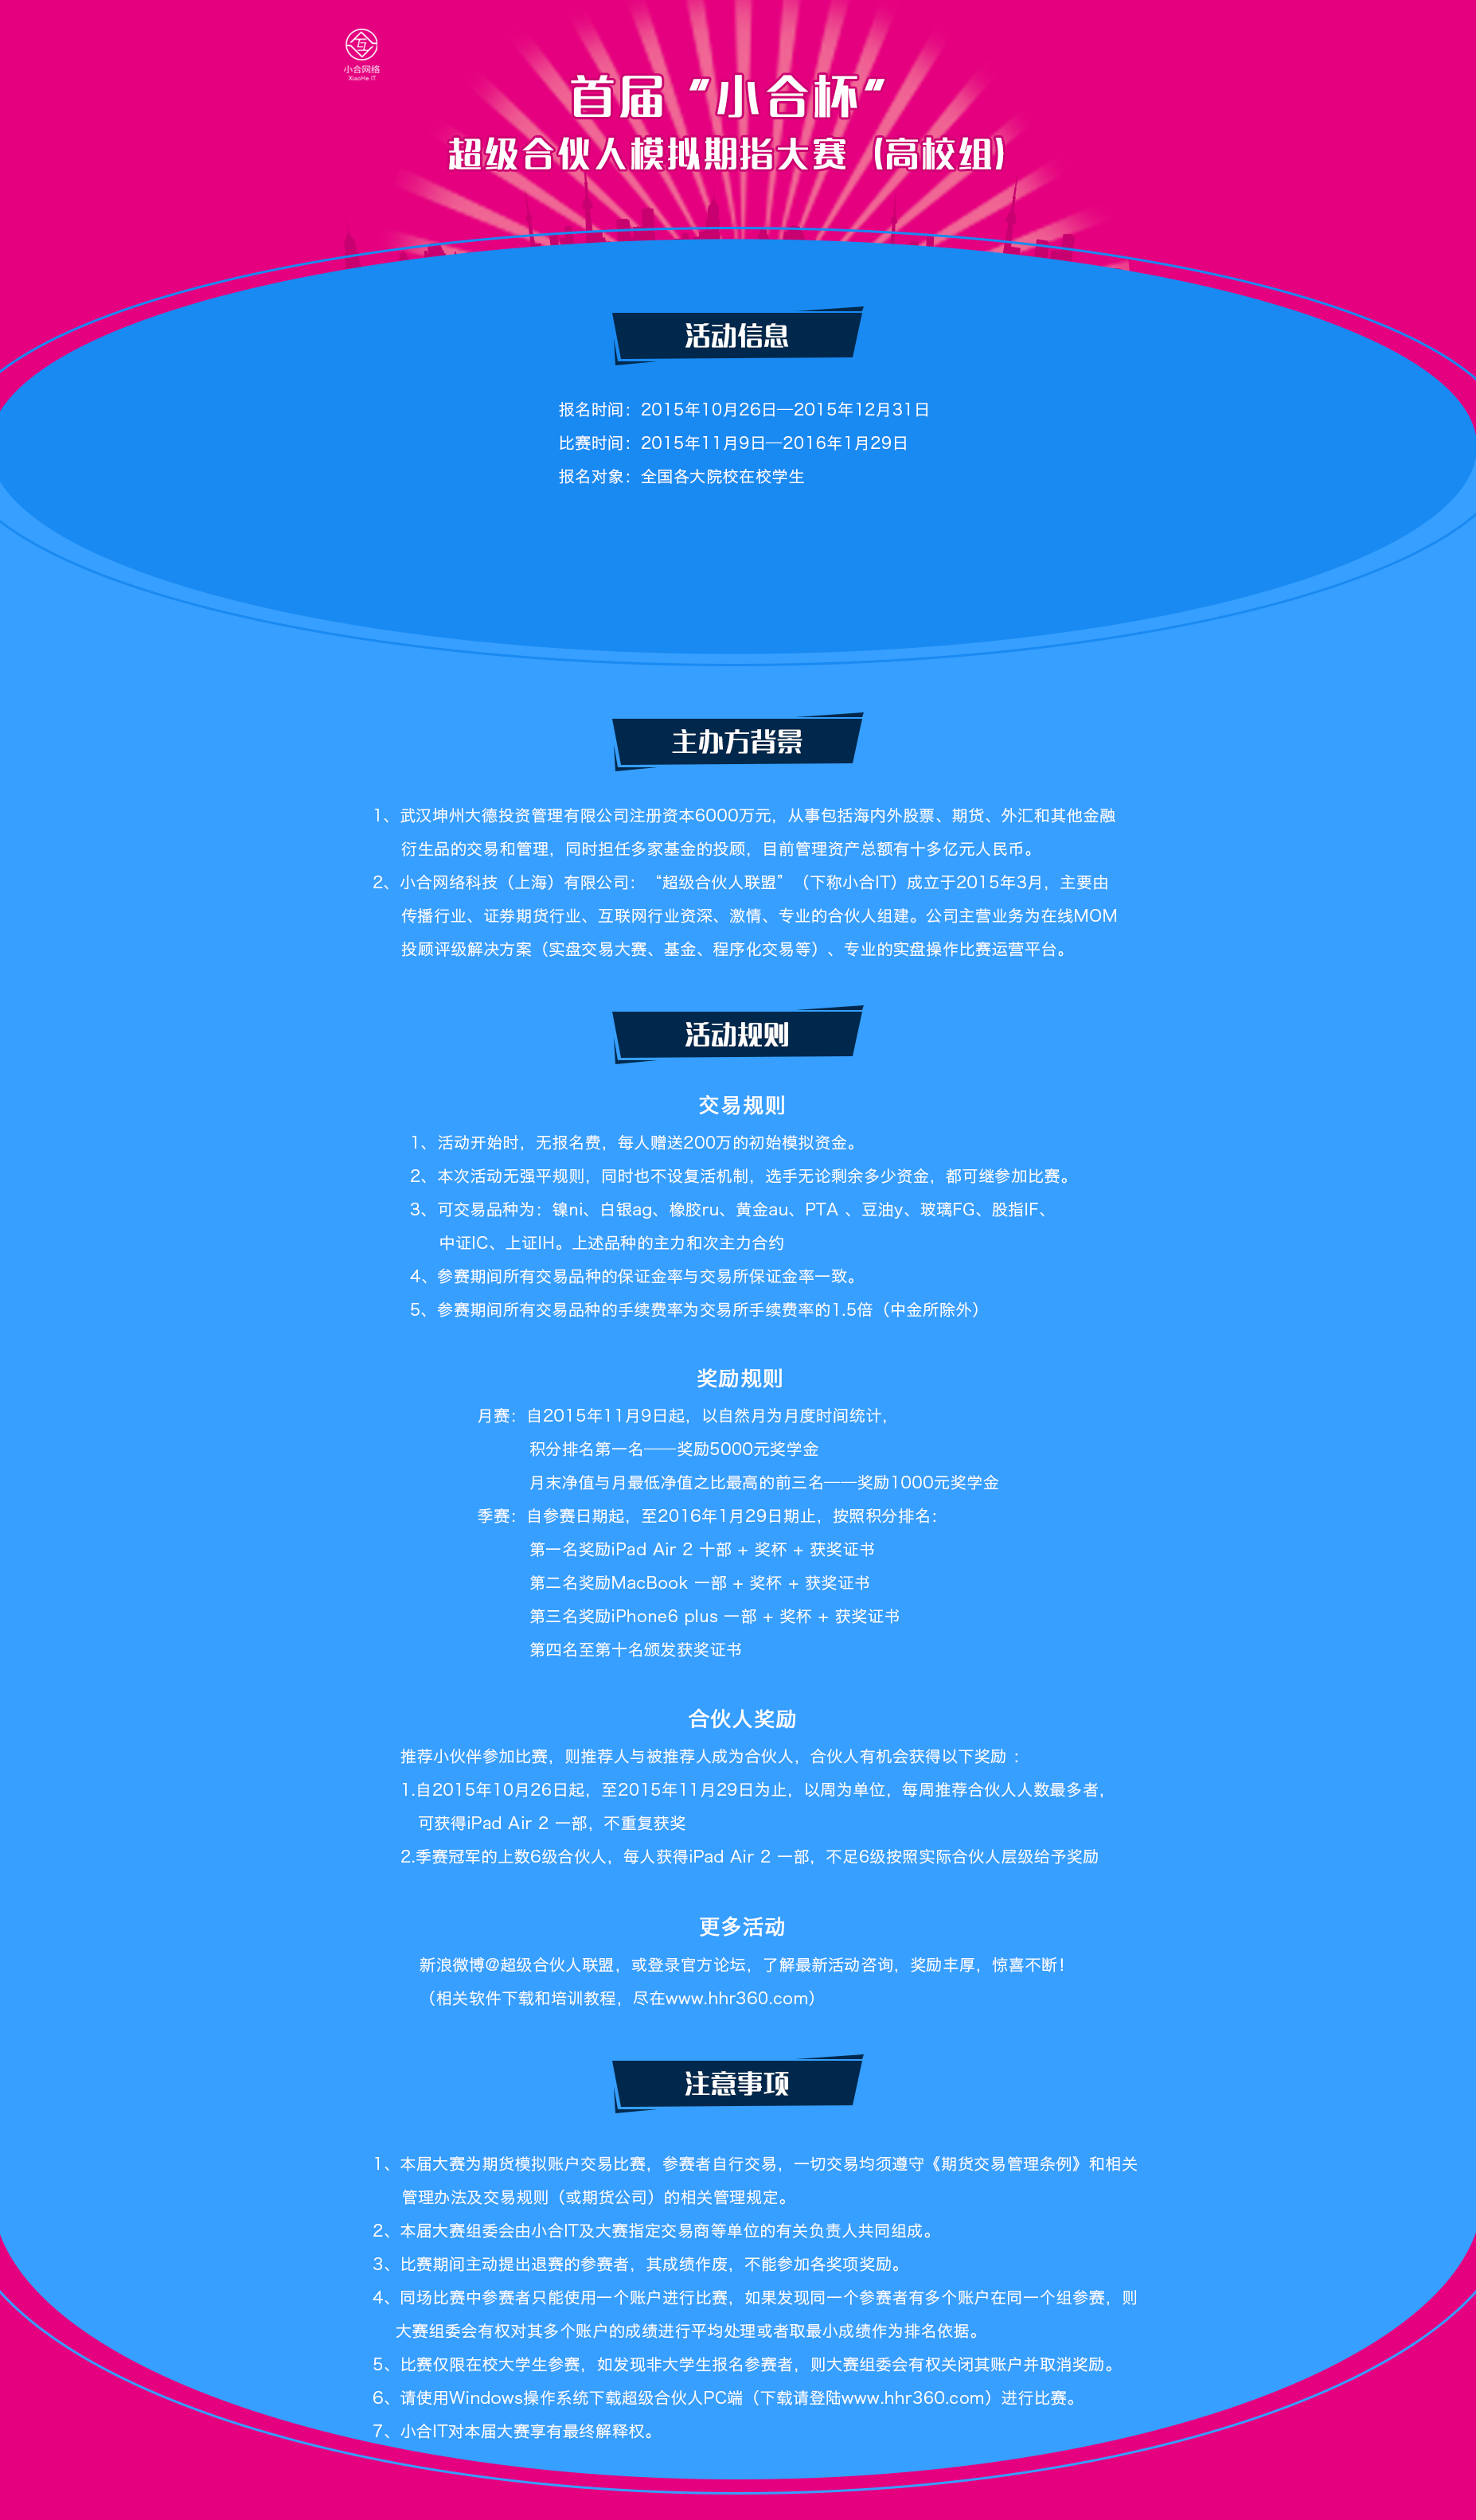 互
小合网络
XiaoHe IT
首届“小合杯”
超级合伙人模拟期指大赛（高校组）
活动信息
报名时间：2015年10月26日—2015年12月31日
比赛时间：2015年11月9日—2016年1月29日
报名对象：全国各大院校在校学生
主办方背景
1、武汉坤州大德投资管理有限公司注册资本6000万元，从事包括海内外股票、期货、外汇和其他金融
衍生品的交易和管理，同时担任多家基金的投顾，目前管理资产总额有十多亿元人民币。
2、小合网络科技（上海）有限公司：“超级合伙人联盟”（下称小合IT）成立于2015年3月，主要由
传播行业、证券期货行业、互联网行业资深、激情、专业的合伙人组建。公司主营业务为在线MOM
投顾评级解决方案（实盘交易大赛、基金、程序化交易等）、专业的实盘操作比赛运营平台。
活动规则
交易规则
1、活动开始时，无报名费，每人赠送200万的初始模拟资金。
2、本次活动无强平规则，同时也不设复活机制，选手无论剩余多少资金，都可继参加比赛。
3、可交易品种为：镍ni、白银ag、橡胶ru、黄金au、PTA 、豆油y、玻璃FG、股指IF、
中证IC、上证IH。上述品种的主力和次主力合约
4、参赛期间所有交易品种的保证金率与交易所保证金率一致。
5、参赛期间所有交易品种的手续费率为交易所手续费率的1.5倍（中金所除外）
奖励规则
月赛：自2015年11月9日起，以自然月为月度时间统计，
积分排名第一名——奖励5000元奖学金
月末净值与月最低净值之比最高的前三名——奖励1000元奖学金
季赛：自参赛日期起，至2016年1月29日期止，按照积分排名：
第一名奖励iPad Air 2 十部 + 奖杯 + 获奖证书
第二名奖励MacBook 一部 + 奖杯 + 获奖证书
第三名奖励iPhone6 plus 一部 + 奖杯 + 获奖证书
第四名至第十名颁发获奖证书
合伙人奖励
推荐小伙伴参加比赛，则推荐人与被推荐人成为合伙人，合伙人有机会获得以下奖励 ：
1.自2015年10月26日起，至2015年11月29日为止，以周为单位，每周推荐合伙人人数最多者，
可获得iPad Air 2 一部，不重复获奖
2.季赛冠军的上数6级合伙人，每人获得iPad Air 2 一部，不足6级按照实际合伙人层级给予奖励
更多活动
新浪微博@超级合伙人联盟，或登录官方论坛，了解最新活动咨询，奖励丰厚，惊喜不断！
（相关软件下载和培训教程，尽在www.hhr360.com）
注意事项
1、本届大赛为期货模拟账户交易比赛，参赛者自行交易，一切交易均须遵守《期货交易管理条例》和相关
管理办法及交易规则（或期货公司）的相关管理规定。
2、本届大赛组委会由小合IT及大赛指定交易商等单位的有关负责人共同组成。
3、比赛期间主动提出退赛的参赛者，其成绩作废，不能参加各奖项奖励。
4、同场比赛中参赛者只能使用一个账户进行比赛，如果发现同一个参赛者有多个账户在同一个组参赛，则
大赛组委会有权对其多个账户的成绩进行平均处理或者取最小成绩作为排名依据。
5、比赛仅限在校大学生参赛，如发现非大学生报名参赛者，则大赛组委会有权关闭其账户并取消奖励。
6、请使用Windows操作系统下载超级合伙人PC端（下载请登陆www.hhr360.com）进行比赛。
7、小合IT对本届大赛享有最终解释权。